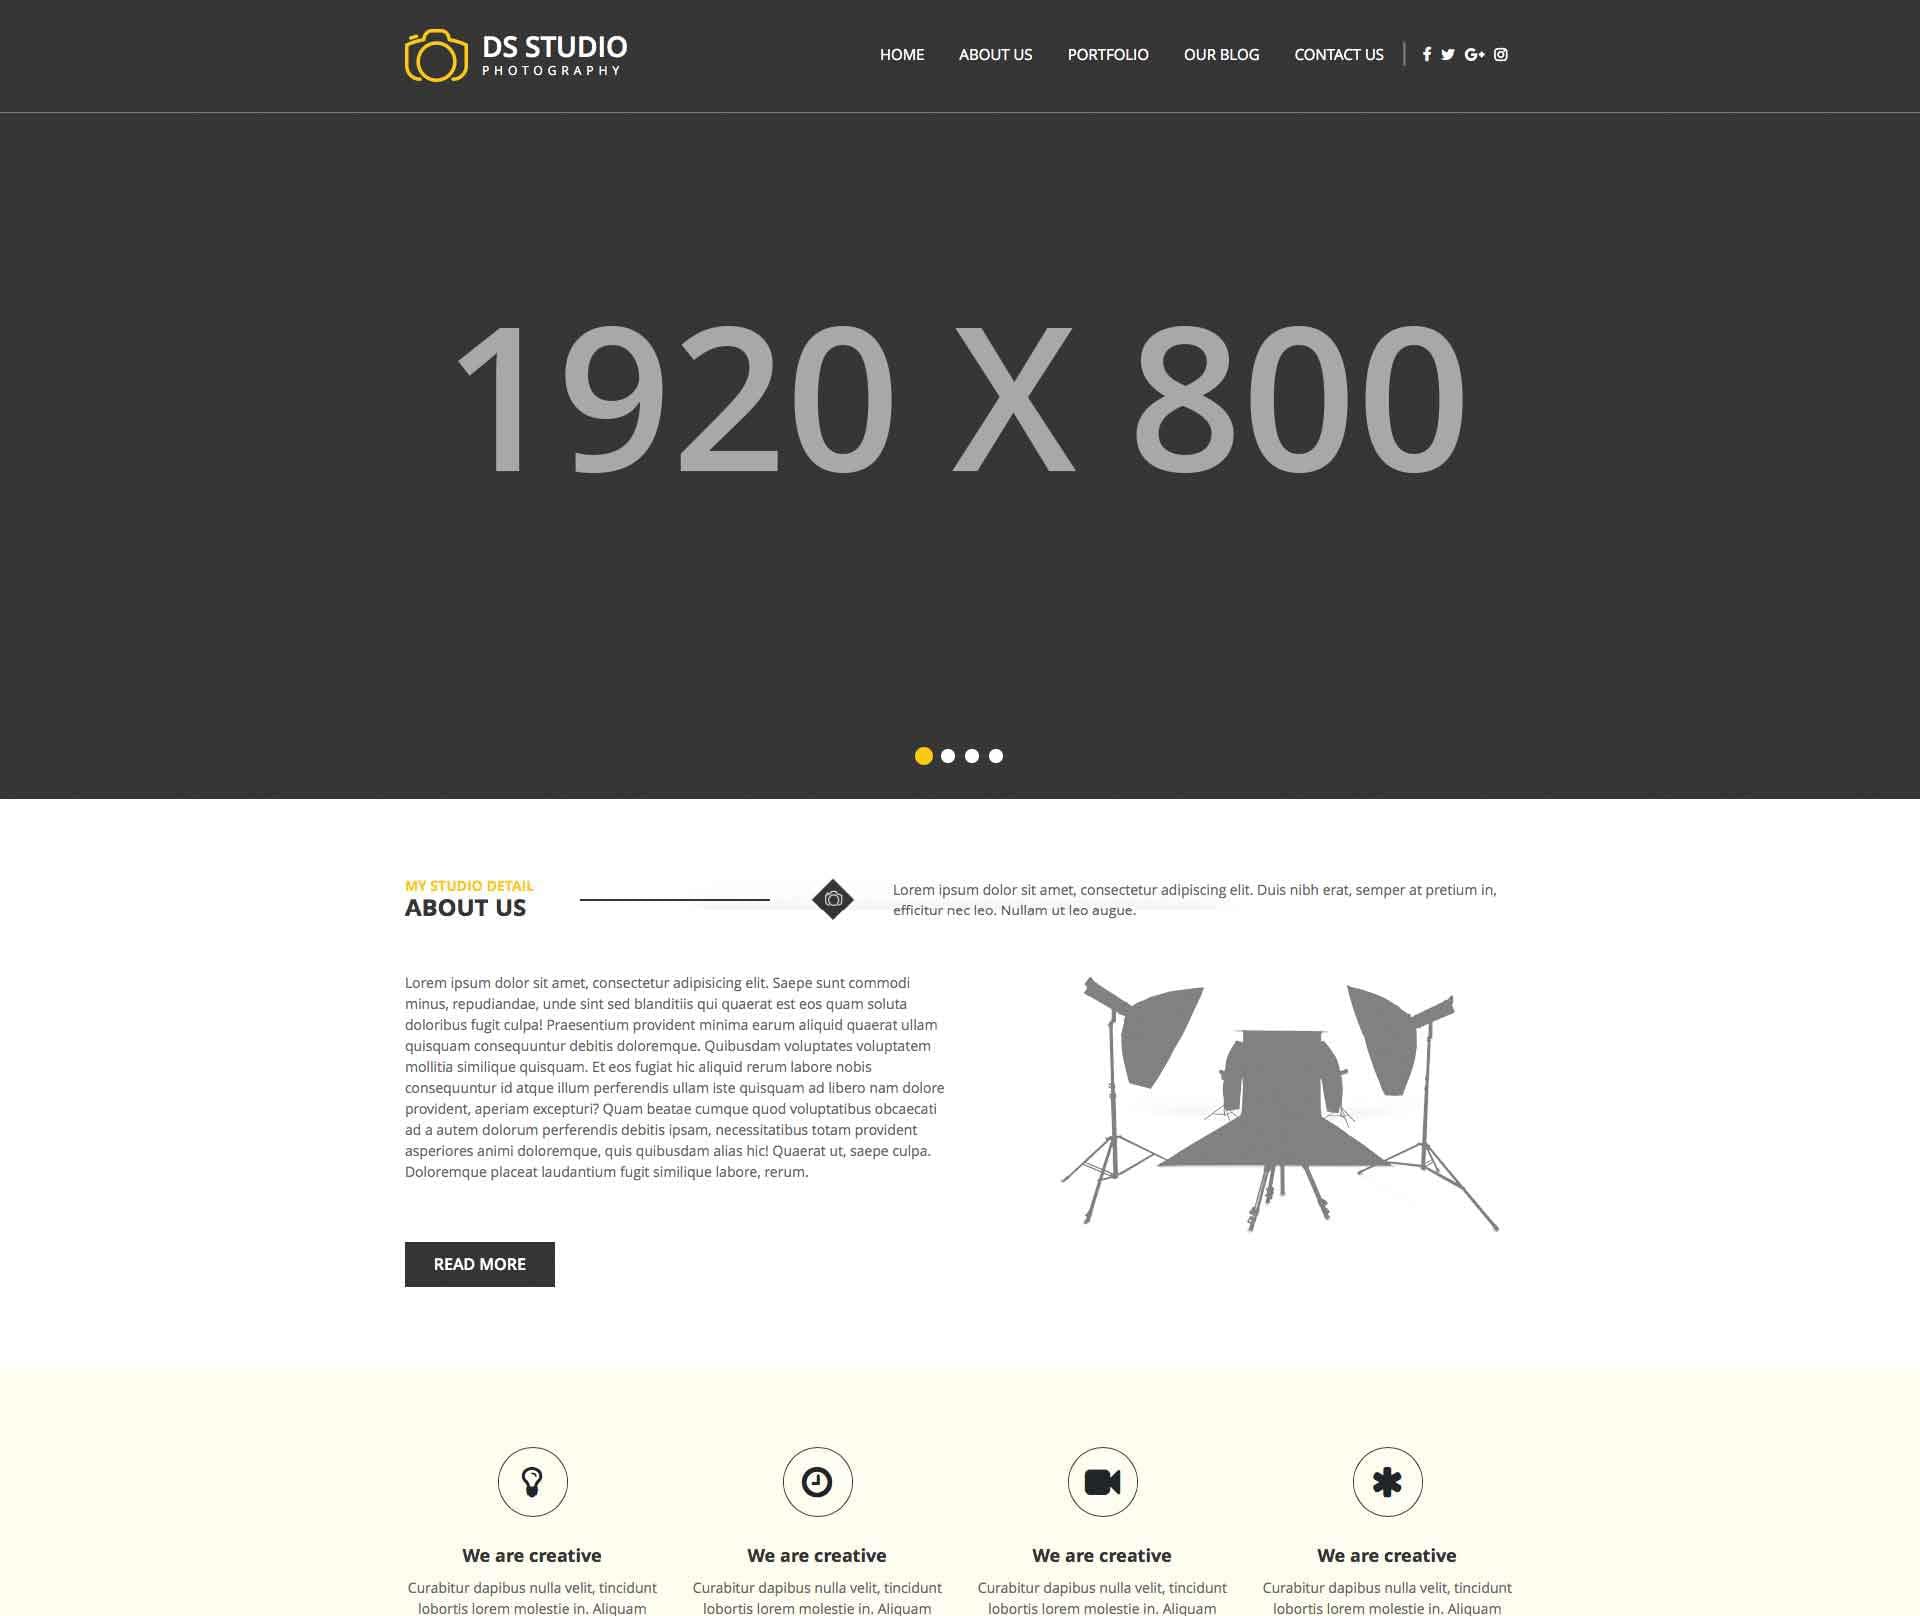 DS STUDIO
PHOTOGRAPHY
HOME ABOUT US PORTFOLIO OUR BLOG CONTACT US
1920 X 800
MY STUDIO DETAIL
ABOUT US
Lorem ipsum dolor sit amet, consectetur adipiscing elit. Duis nibh erat, semper at pretium in,
efficitur nec leo. Nullam ut leo augue.
Lorem ipsum dolor sit amet, consectetur adipisicing elit. Saepe sunt commodi
minus, repudiandae, unde sint sed blanditiis qui quaerat est eos quam soluta
doloribus fugit culpa! Praesentium provident minima earum aliquid quaerat ullam
quisquam consequuntur debitis doloremque. Quibusdam voluptates voluptatem
mollitia similique quisquam. Et eos fugiat hic aliquid rerum labore nobis
consequuntur id atque illum perferendis ullam iste quisquam ad libero nam dolore
provident, aperiam excepturi? Quam beatae cumque quod voluptatibus obcaecati
ad a autem dolorum perferendis debitis ipsam, necessitatibus totam provident
asperiores animi doloremque, quis quibusdam alias hic! Quaerat ut, saepe culpa.
Doloremque placeat laudantium fugit similique labore, rerum.
READ MORE
We are creative
Curabitur dapibus nulla velit, tincidunt
lobortis lorem molestie in. Aliquam
We are creative
Curabitur dapibus nulla velit, tincidunt
lobortis lorem molestie in. Aliquam
We are creative
Curabitur dapibus nulla velit, tincidunt
lobortis lorem molestie in. Aliquam
We are creative
Curabitur dapibus nulla velit, tincidunt
lobortis lorem molestie in. Aliquam